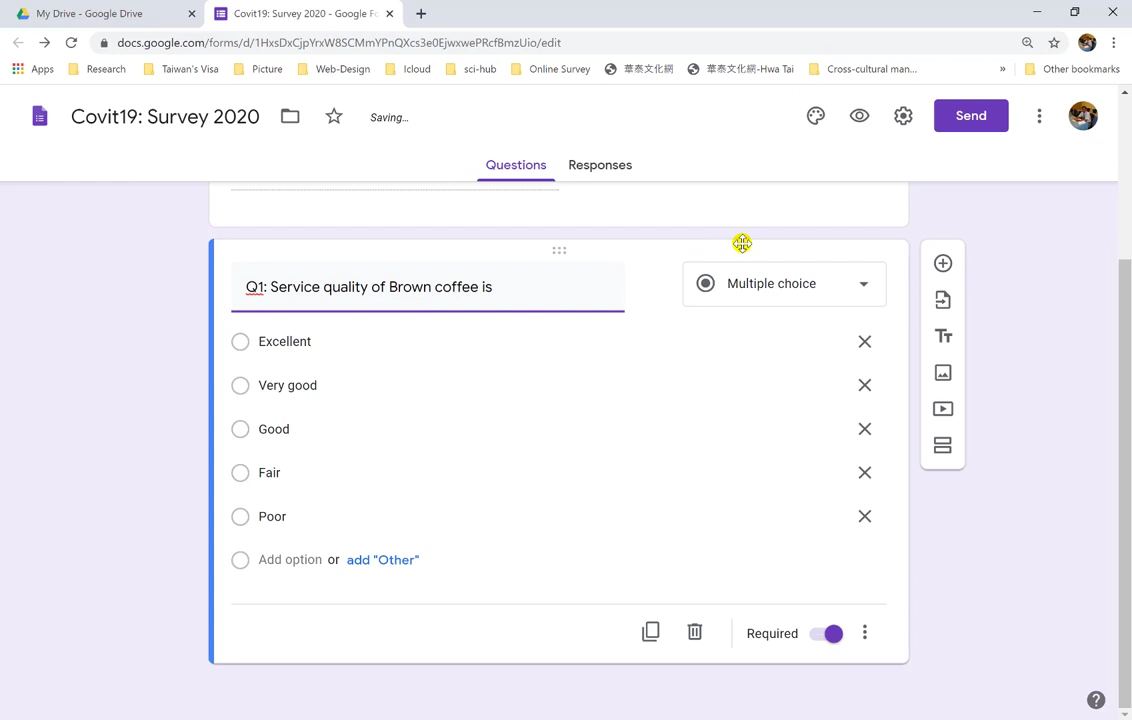 My Drive - Google Drive
Covit19: Survey 2020 - Google Fo
docs.google.com/forms/d/1HxsDxCjpYrxW8SCMmYPnQXcs3e0EjwxwePRcfBmzUio/edit
Apps Research Taiwan's Visa Picture Web-Design Icloud sci-hub Online Survey 華泰文化網 華泰文化網-Hwa Tai Cross-cultural man... » Other bookmarks
Covit19: Survey 2020 Saving... Send
Questions Responses
Q1: Service quality of Brown coffee is Multiple choice
Excellent
Very good
Good
Fair
Poor
Add option or add "Other"
Required